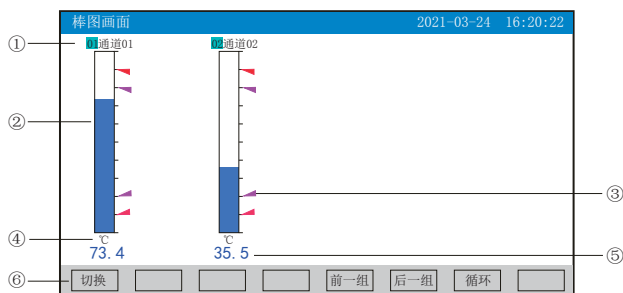 棒图画面 2021-03-24 16:20:22
① 01通道01 02通道02
②
③
④ ℃ ℃
73.4 35.5 ⑤
⑥ 切换 前一组 后一组 循环